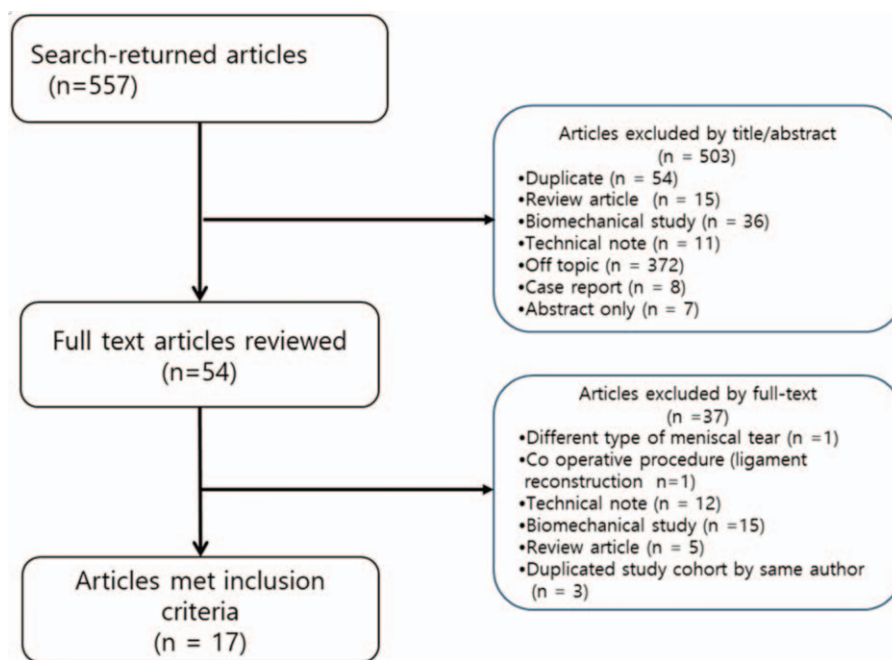 Search-returned articles
(n=557)
Articles excluded by title/abstract
(n = 503)
•Duplicate (n = 54)
•Review article (n = 15)
•Biomechanical study (n = 36)
•Technical note (n = 11)
•Off topic (n = 372)
•Case report (n = 8)
•Abstract only (n = 7)
Full text articles reviewed
(n=54)
Articles excluded by full-text
(n =37)
•Different type of meniscal tear (n =1)
•Co operative procedure (ligament
reconstruction n=1)
•Technical note (n = 12)
•Biomechanical study (n =15)
•Review article (n = 5)
•Duplicated study cohort by same author
(n = 3)
Articles met inclusion
criteria
(n = 17)